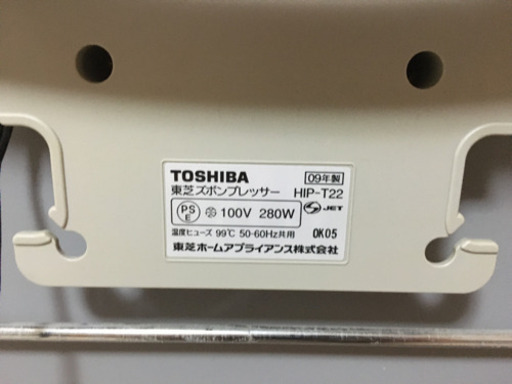 TOSHIBA 09年製
東芝ズボンプレッサー HIP-T22
PS E 100V 280W JET
温度ヒューズ 99℃ 50-60Hz共用 OK05
東芝ホームアプライアンス株式会社